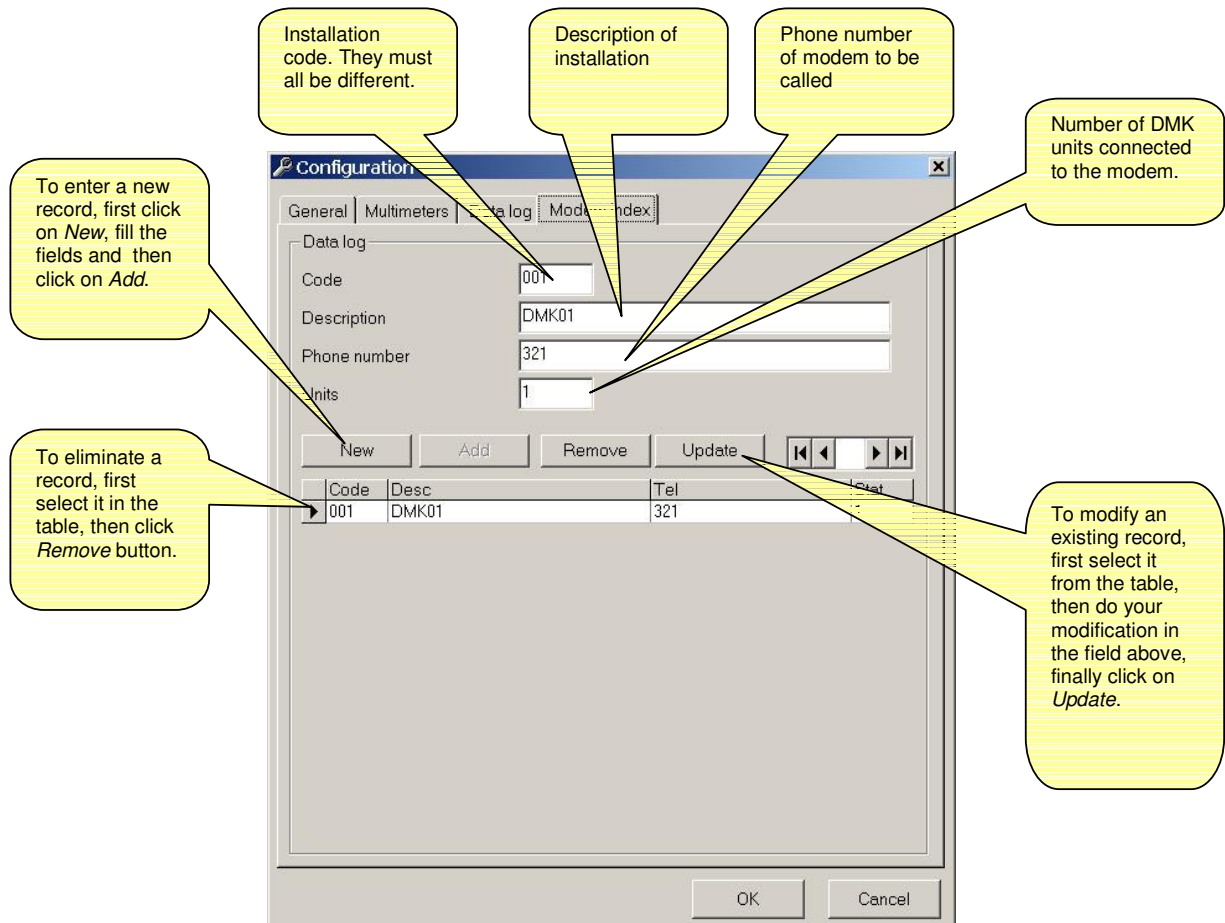 Installation
code. They must
all be different.
Description of
installation
Phone number
of modem to be
called
Number of DMK
units connected
to the modem.
To enter a new
record, first click
on New, fill the
fields and then
click on Add.
To eliminate a
record, first
select it in the
table, then click
Remove button.
To modify an
existing record,
first select it
from the table,
then do your
modification in
the field above,
finally click on
Update.
Configuration
General Multimeters Data log Modem Index
Data log
Code 001
Description DMK01
Phone number 321
Units 1
New Add Remove Update
Code Desc Tel Stat
001 DMK01 321
OK Cancel